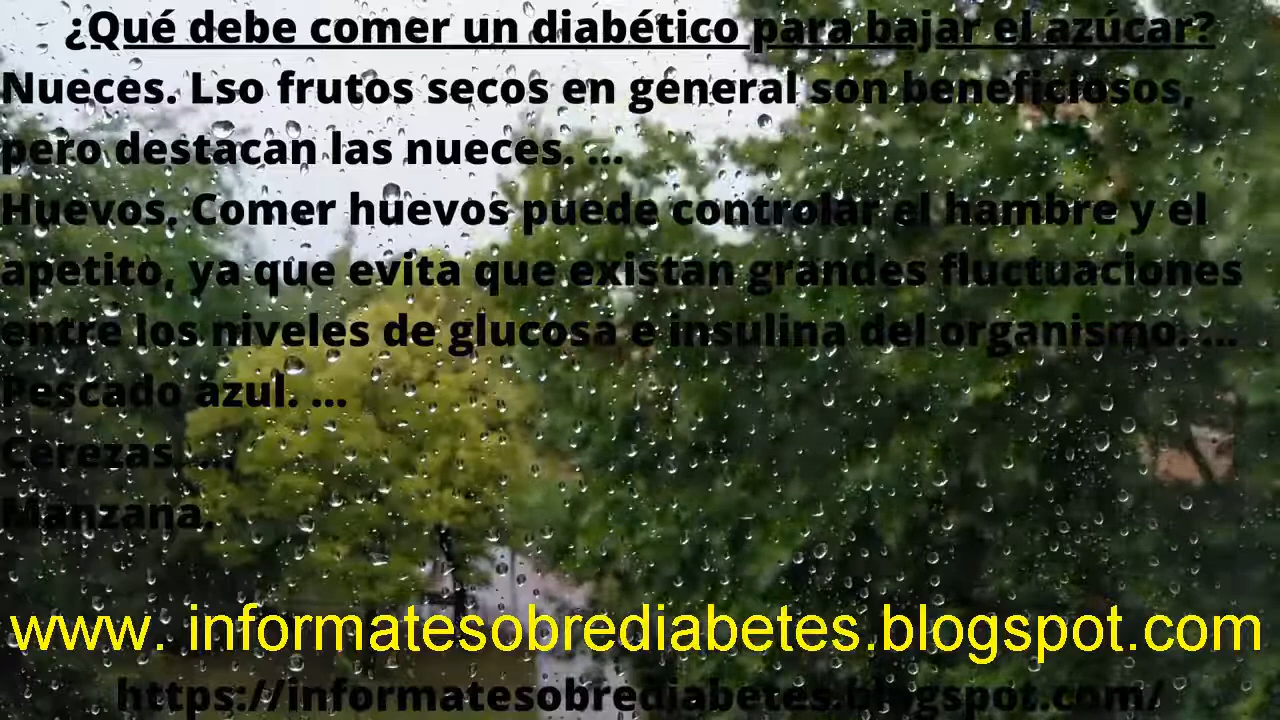 ¿Qué debe comer un diabético para bajar el azúcar?
Nueces. Lso frutos secos en general son beneficiosos,
pero destacan las nueces. ...
Huevos. Comer huevos puede controlar el hambre y el
apetito, ya que evita que existan grandes fluctuaciones
entre los niveles de glucosa e insulina del organismo. ...
Pescado azul. ...
Cerezas. ...
Manzana.
www. informatesobrediabetes.blogspot.com
https://informatesobrediabetes.blogspot.com/